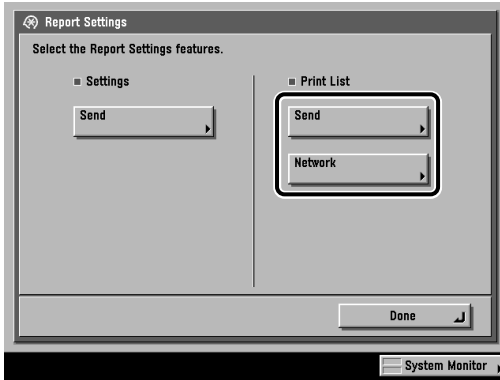 Report Settings
Select the Report Settings features.
Settings
Send
Print List
Send
Network
Done
System Monitor